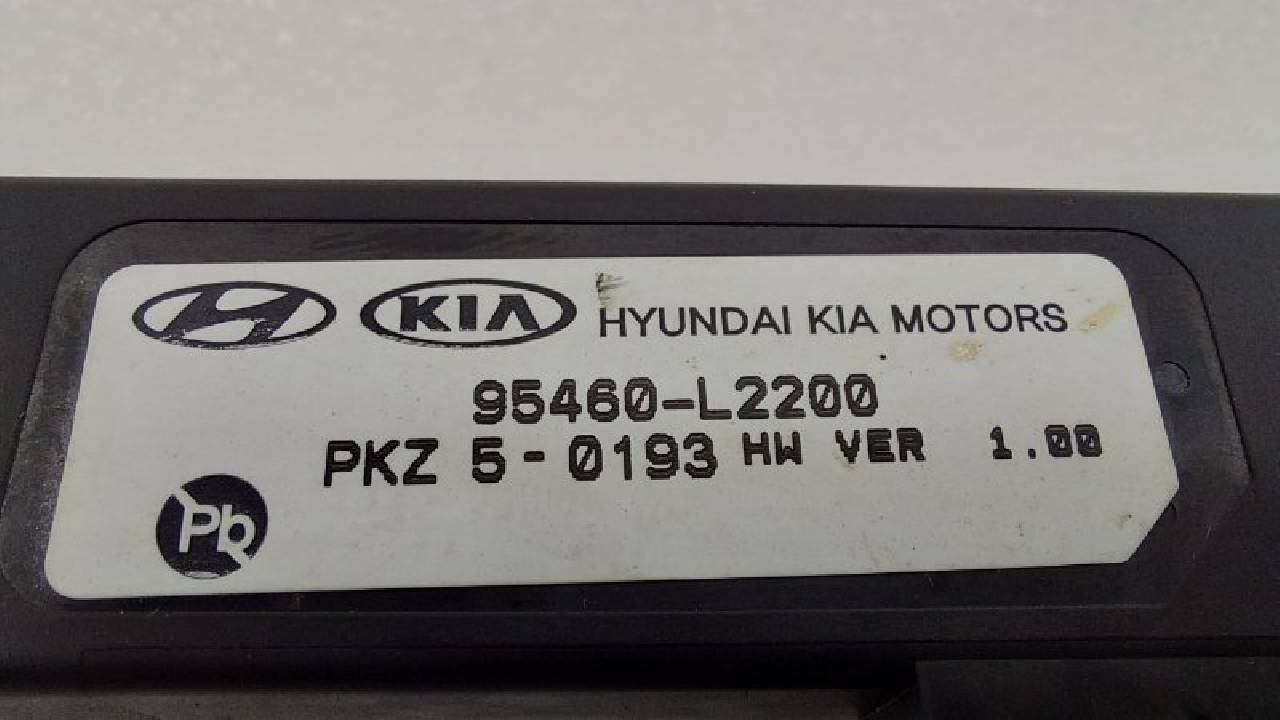 KIA HYUNDAI KIA MOTORS
95460-L2200
PKZ 5-0193 HW VER 1.00
Pb